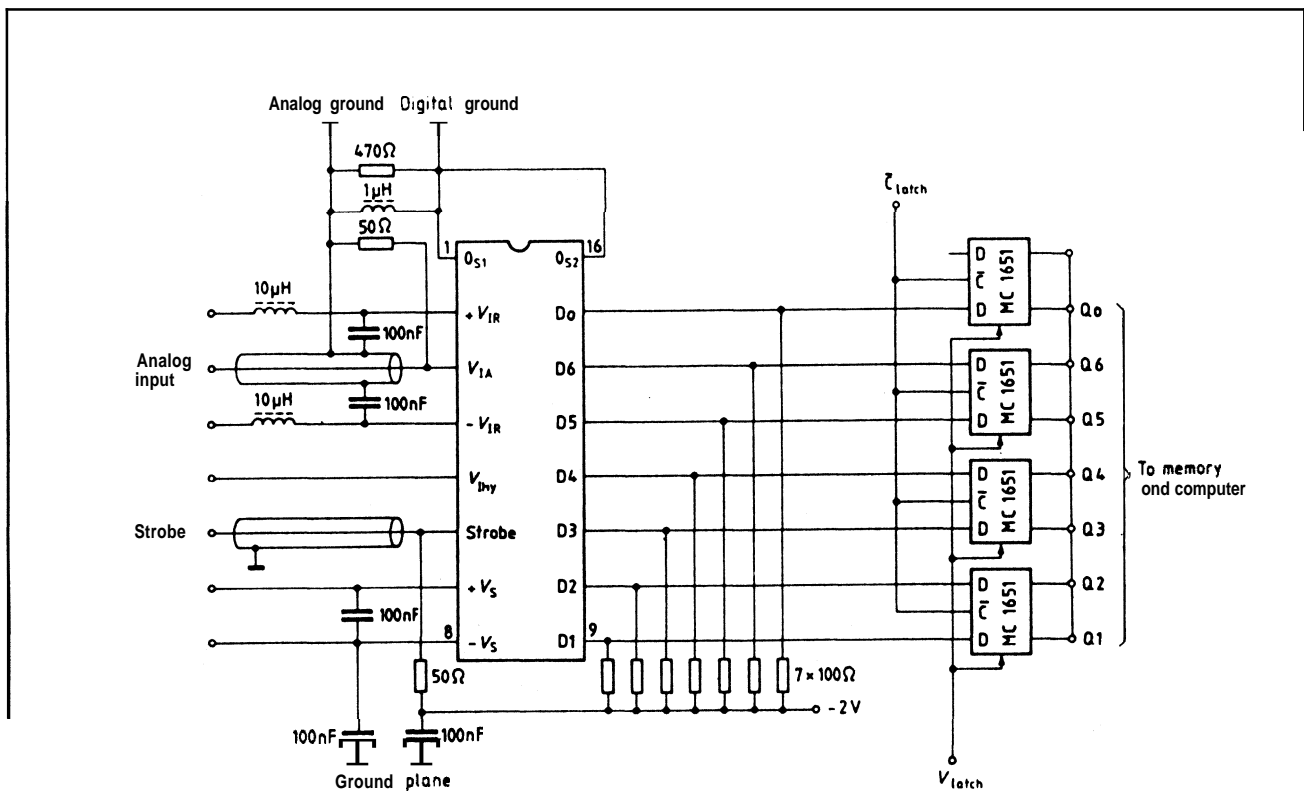 Analog ground Digital ground
470Ω
1µH
50Ω
C̄latch
1 16
0S1 0S2
D MC 1651
C̄
D
10µH
+VIR D0 Q0
100nF
Analog
input
VIA D6 D MC 1651 Q6
C̄
100nF
10µH
-VIR D5 D Q5
VIhy D4 D MC 1651 Q4
C̄
To memory
ond computer
Strobe Strobe D3 D Q3
+VS D2 D MC 1651 Q2
C̄
100nF
8 9
-VS D1 D Q1
50Ω 7×100Ω
-2V
100nF 100nF
Ground plane
Vlatch